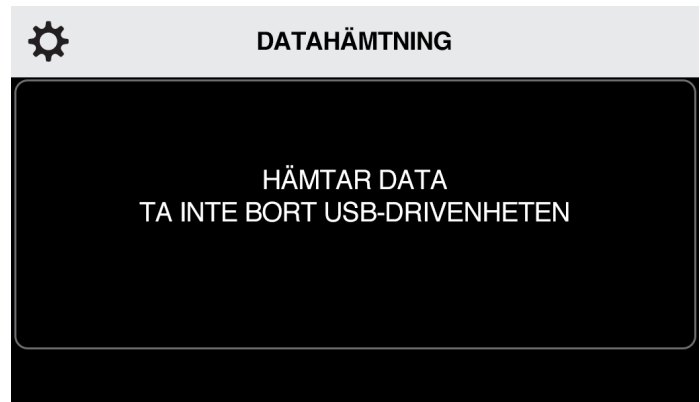 DATAHÄMTNING
HÄMTAR DATA
TA INTE BORT USB-DRIVENHETEN